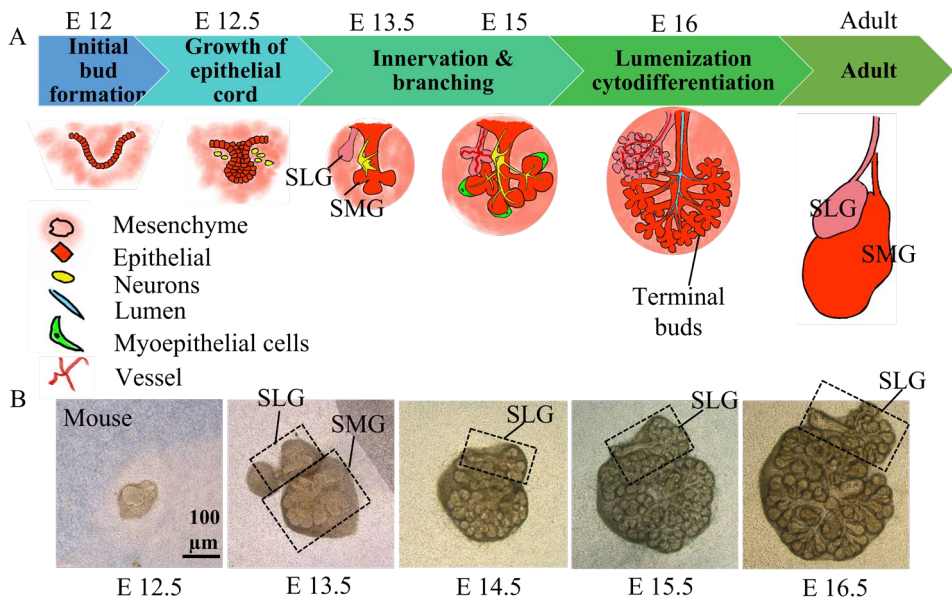 E 12
E 12.5
E 13.5
E 15
E 16
Adult
A
Initial
bud
formation
Growth of
epithelial
cord
Innervation &
branching
Lumenization
cytodifferentiation
Adult
SLG
SMG
Terminal
buds
SLG
SMG
Mesenchyme
Epithelial
Neurons
Lumen
Myoepithelial cells
Vessel
B
Mouse
100
µm
SLG
SMG
SLG
SLG
SLG
E 12.5
E 13.5
E 14.5
E 15.5
E 16.5